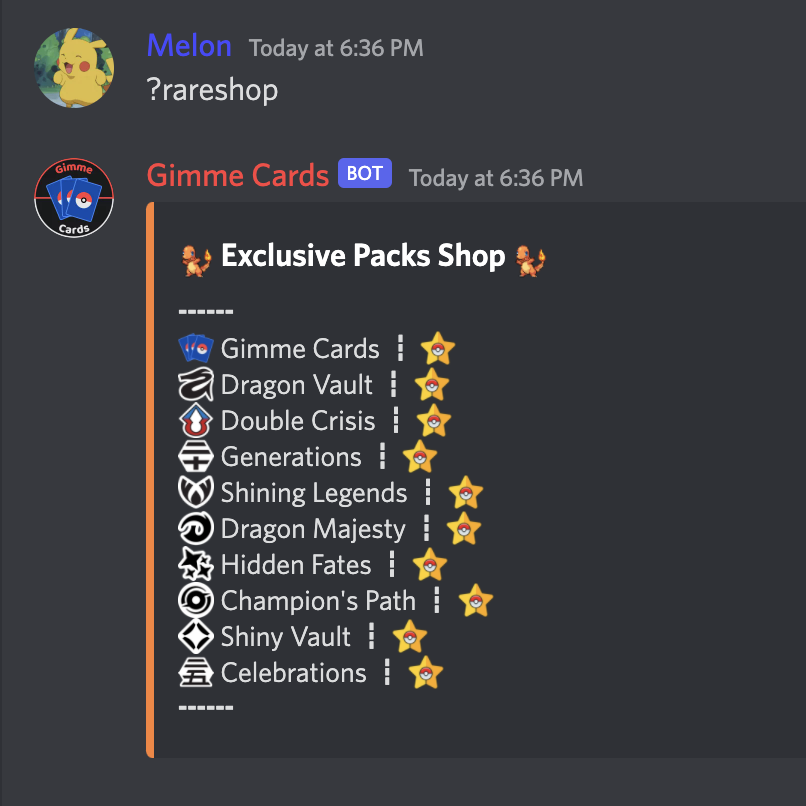 Melon Today at 6:36 PM
?rareshop
Gimme
Cards
Gimme Cards BOT Today at 6:36 PM
Exclusive Packs Shop
------
Gimme Cards ┋
Dragon Vault ┋
Double Crisis ┋
Generations ┋
Shining Legends ┋
Dragon Majesty ┋
Hidden Fates ┋
Champion's Path ┋
Shiny Vault ┋
五 Celebrations ┋
------